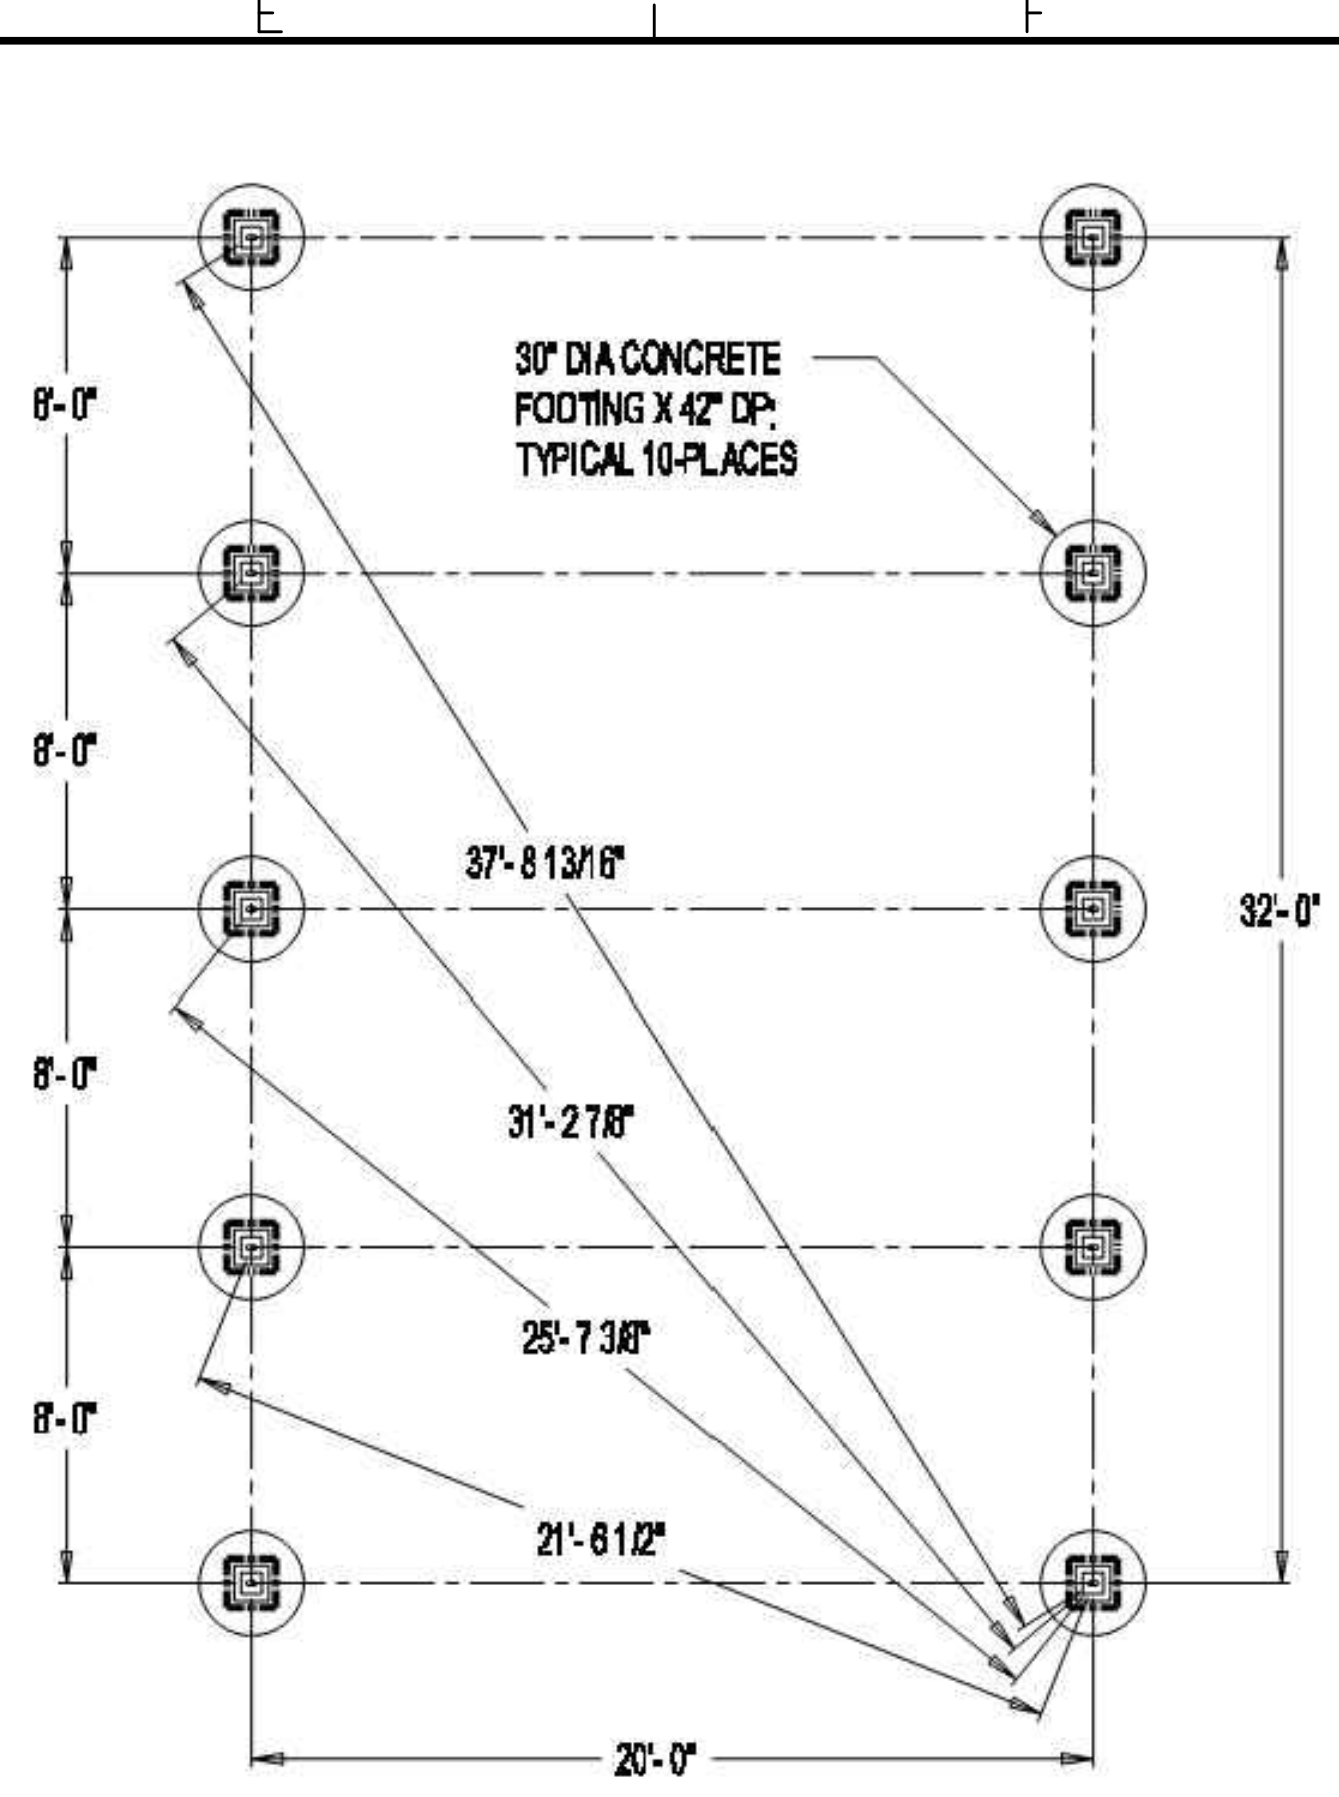 E
F
30" DIA CONCRETE
FOOTING X 42" DP;
TYPICAL 10-PLACES
8'-0"
8'-0"
37'-8 13/16"
32'-0"
8'-0"
31'-2 7/8"
25'-7 3/8"
8'-0"
21'-6 1/2"
20'-0"